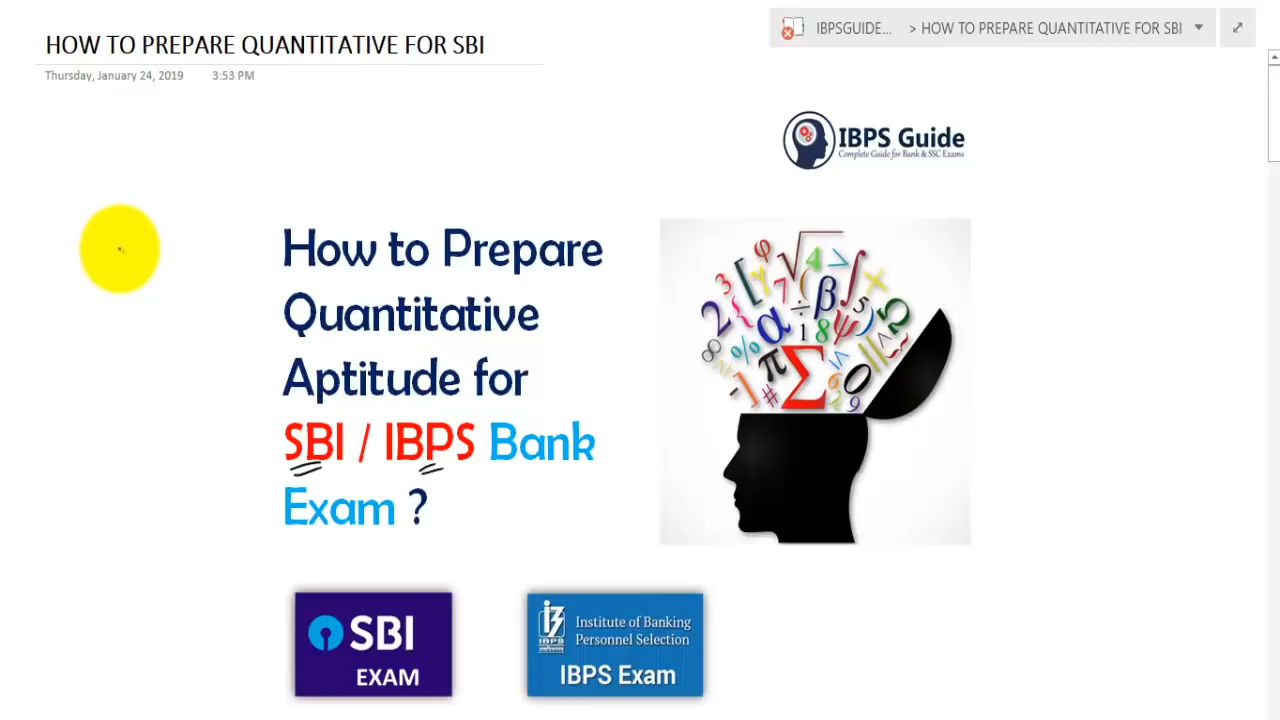 HOW TO PREPARE QUANTITATIVE FOR SBI
Thursday, January 24, 2019 3:53 PM
IBPSGUIDE... > HOW TO PREPARE QUANTITATIVE FOR SBI
IBPS Guide
Complete Guide for Bank & SSC Exams
How to Prepare
Quantitative
Aptitude for
SBI / IBPS Bank
Exam ?
SBI
EXAM
IBPS
Institute of Banking
Personnel Selection
IBPS Exam